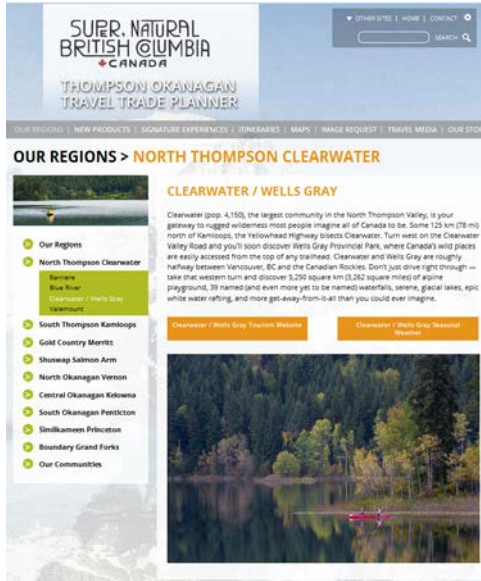 SUPER, NATURAL
BRITISH COLUMBIA
CANADA
THOMPSON OKANAGAN
TRAVEL TRADE PLANNER
OTHER SITES | HOME | CONTACT
SEARCH
OUR REGIONS | NEW PRODUCTS | SIGNATURE EXPERIENCES | ITINERARIES | MAPS | IMAGE REQUEST | TRAVEL MEDIA | OUR STO
OUR REGIONS > NORTH THOMPSON CLEARWATER
Our Regions
North Thompson Clearwater
Barriere
Blue River
Clearwater / Wells Gray
Valemount
South Thompson Kamloops
Gold Country Merritt
Shuswap Salmon Arm
North Okanagan Vernon
Central Okanagan Kelowna
South Okanagan Penticton
Similkameen Princeton
Boundary Grand Forks
Our Communities
CLEARWATER / WELLS GRAY
Clearwater (pop. 4,150), the largest community in the North Thompson Valley, is your
gateway to rugged wilderness most people imagine all of Canada to be. Some 125 km (78 mi)
north of Kamloops, the Yellowhead Highway bisects Clearwater. Turn west on the Clearwater
Valley Road and you'll soon discover Wells Gray Provincial Park, where Canada's wild places
are easily accessed from the top of any trailhead. Clearwater and Wells Gray are roughly
halfway between Vancouver, BC and the Canadian Rockies. Don't just drive right through —
take that western turn and discover 5,250 square km (3,262 square miles) of alpine
playground, 39 named (and even more yet to be named) waterfalls, serene, glacial lakes, epic
white water rafting, and more get-away-from-it-all than you could ever imagine.
Clearwater / Wells Gray Tourism Website
Clearwater / Wells Gray Seasonal
Weather